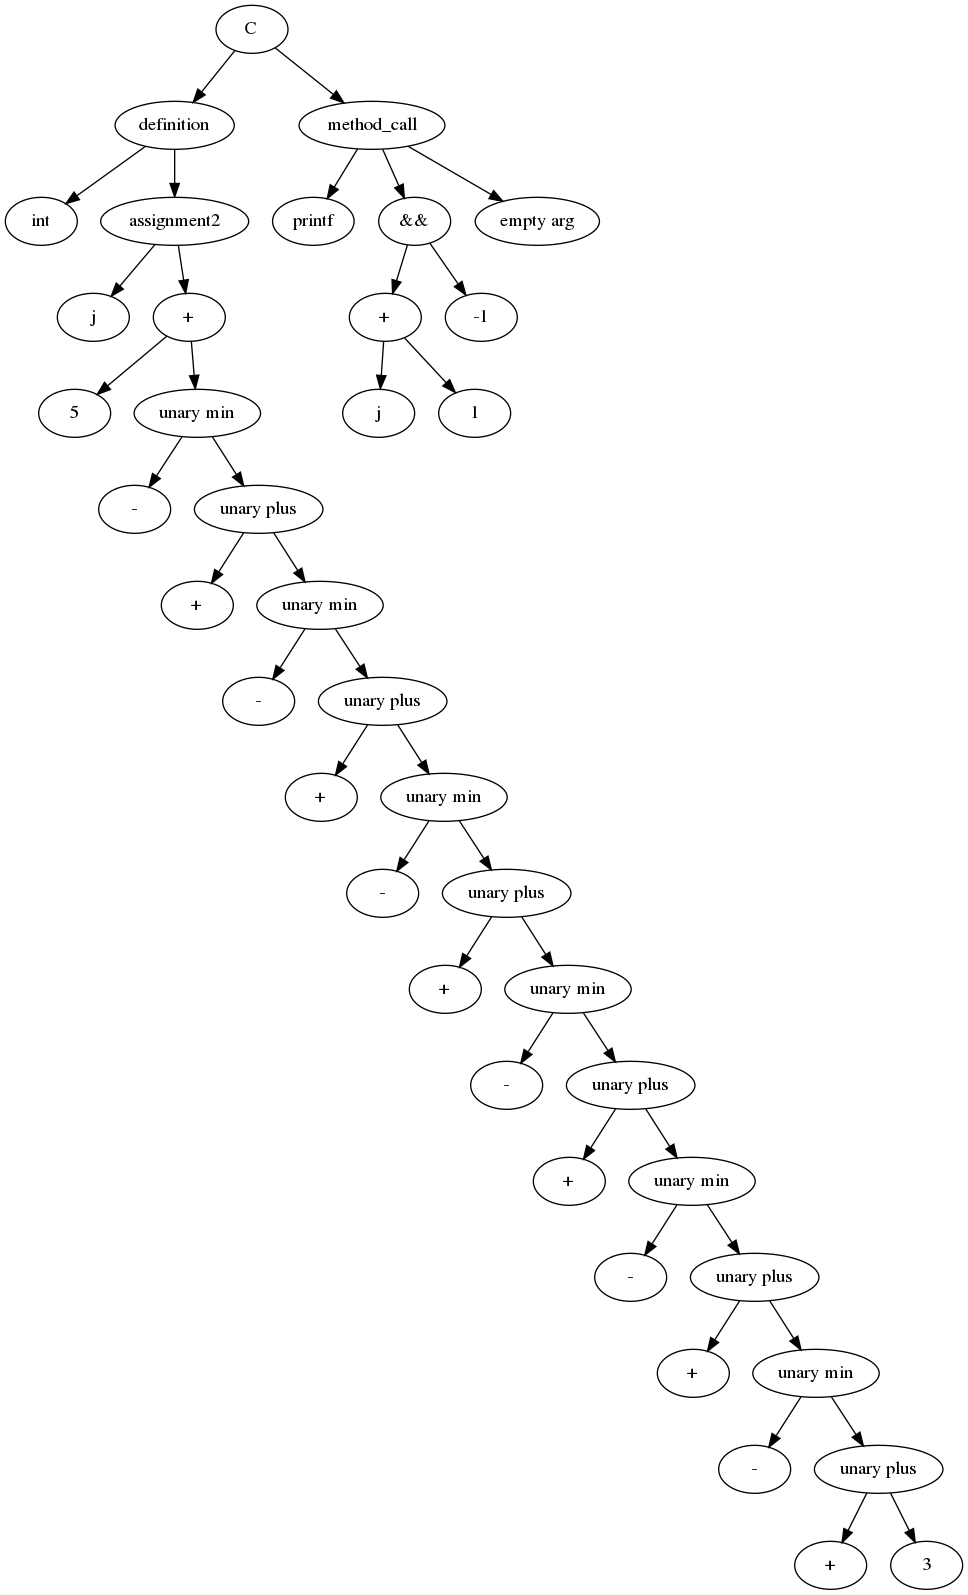 C
definition method_call
int assignment2 printf && empty arg
j + + -1
5 unary min j 1
- unary plus
+ unary min
- unary plus
+ unary min
- unary plus
+ unary min
- unary plus
+ unary min
- unary plus
+ unary min
- unary plus
+ 3